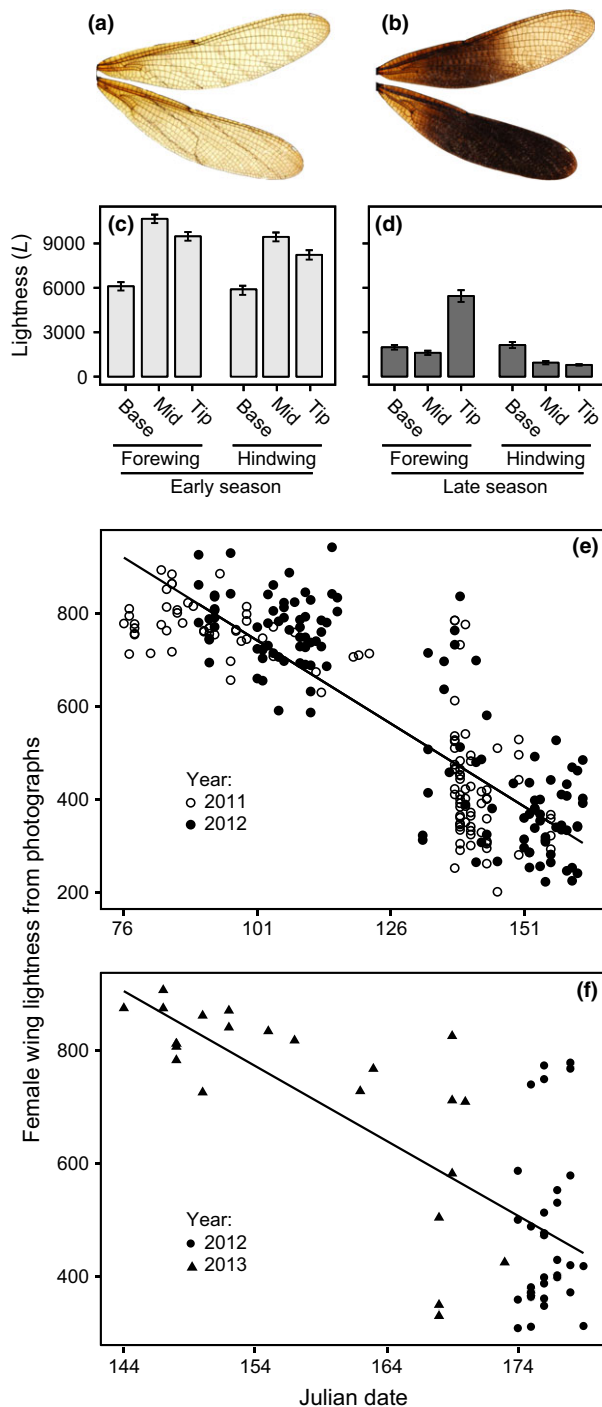 (a)
(b)
(c)
(d)
Lightness (L)
9000
6000
3000
0
Base
Mid
Tip
Base
Mid
Tip
Base
Mid
Tip
Base
Mid
Tip
Forewing
Hindwing
Forewing
Hindwing
Early season
Late season
(e)
800
600
400
200
Year:
2011
2012
76
101
126
151
Female wing lightness from photographs
(f)
800
600
400
Year:
2012
2013
144
154
164
174
Julian date